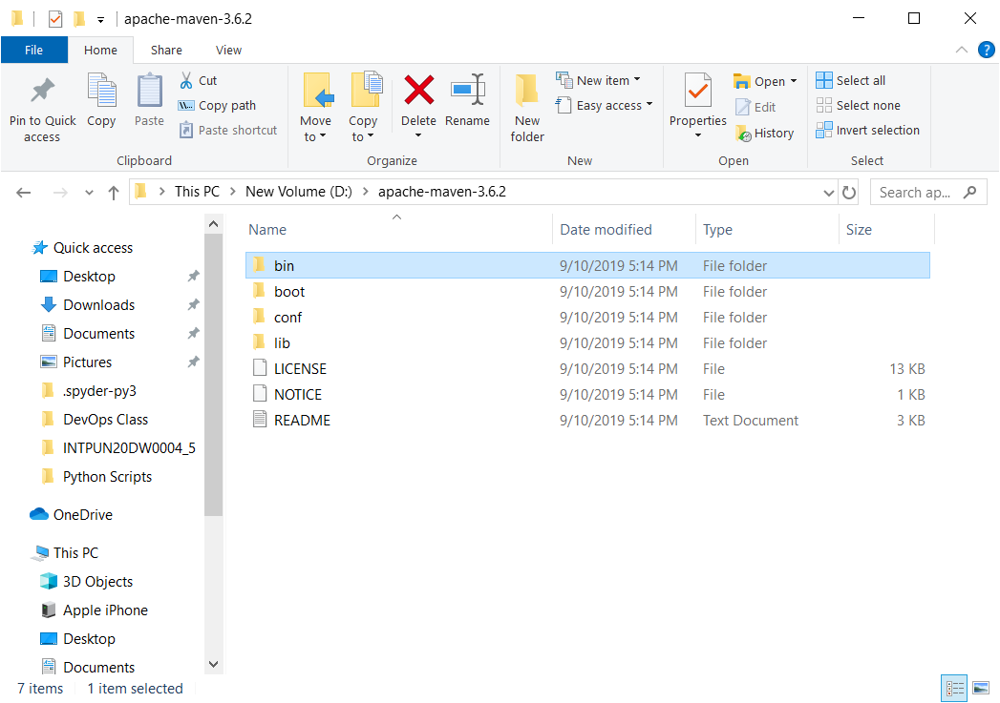 apache-maven-3.6.2
File Home Share View
Pin to Quick access
Copy
Paste
Cut
Copy path
Paste shortcut
Clipboard
Move to
Copy to
Delete
Rename
Organize
New folder
New item
Easy access
New
Properties
Open
Edit
History
Open
Select all
Select none
Invert selection
Select
This PC > New Volume (D:) > apache-maven-3.6.2
Search ap...
Quick access
Desktop
Downloads
Documents
Pictures
.spyder-py3
DevOps Class
INTPUN20DW0004_5
Python Scripts
OneDrive
This PC
3D Objects
Apple iPhone
Desktop
Documents
Name Date modified Type Size
bin 9/10/2019 5:14 PM File folder
boot 9/10/2019 5:14 PM File folder
conf 9/10/2019 5:14 PM File folder
lib 9/10/2019 5:14 PM File folder
LICENSE 9/10/2019 5:14 PM File 13 KB
NOTICE 9/10/2019 5:14 PM File 1 KB
README 9/10/2019 5:14 PM Text Document 3 KB
7 items 1 item selected